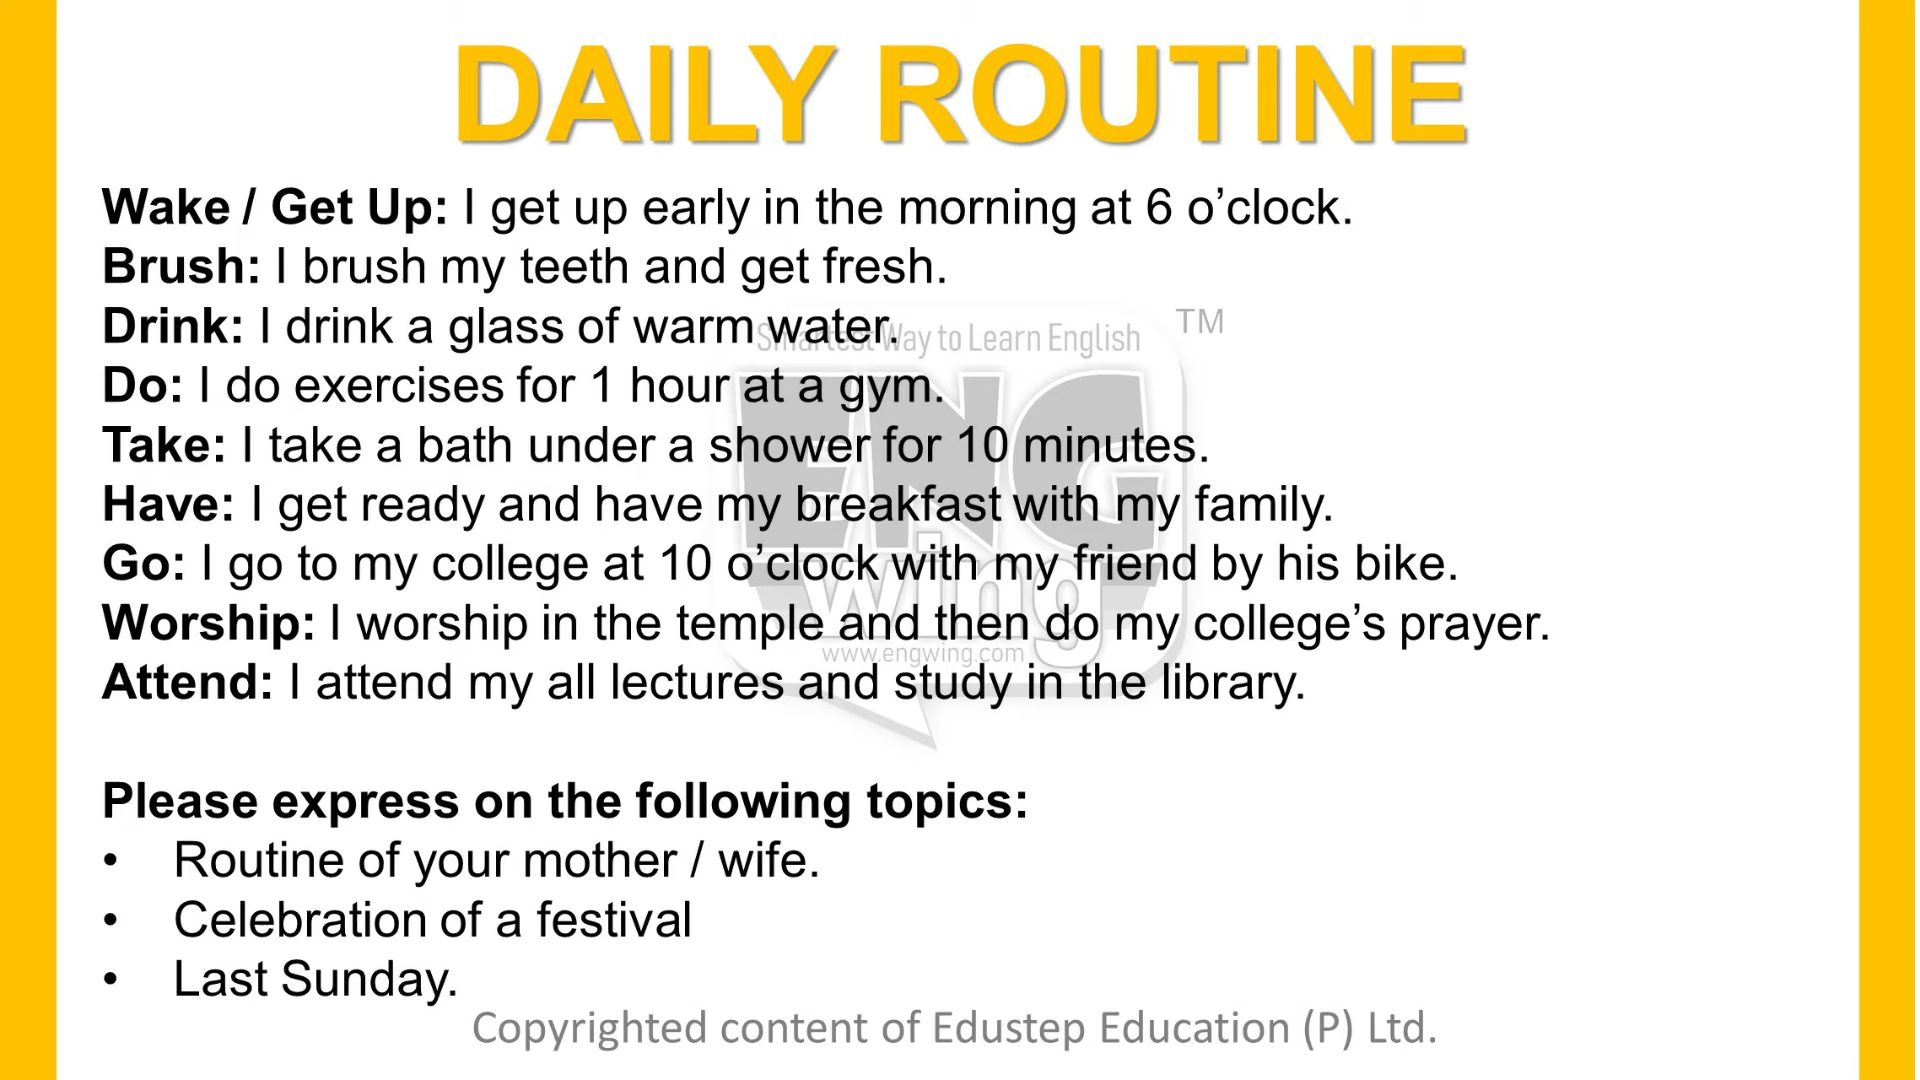 DAILY ROUTINE
Wake / Get Up: I get up early in the morning at 6 o’clock.
Brush: I brush my teeth and get fresh.
Drink: I drink a glass of warm water.
Smartest Way to Learn English TM
Do: I do exercises for 1 hour at a gym.
Take: I take a bath under a shower for 10 minutes.
ENG
Have: I get ready and have my breakfast with my family.
Go: I go to my college at 10 o’clock with my friend by his bike.
wing
Worship: I worship in the temple and then do my college’s prayer.
www.engwing.com
Attend: I attend my all lectures and study in the library.
Please express on the following topics:
• Routine of your mother / wife.
• Celebration of a festival
• Last Sunday.
Copyrighted content of Edustep Education (P) Ltd.